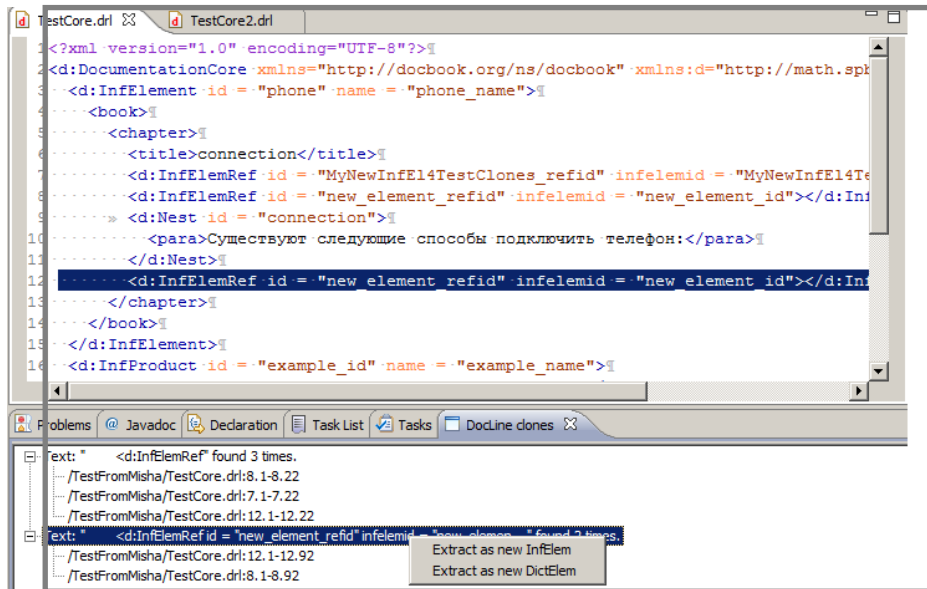 TestCore.drl TestCore2.drl
1 <?xml version="1.0" encoding="UTF-8"?>¶
2 <d:DocumentationCore xmlns="http://docbook.org/ns/docbook" xmlns:d="http://math.spb
3 <d:InfElement id = "phone" name = "phone_name">¶
4 <book>¶
5 <chapter>¶
6 <title>connection</title>¶
7 <d:InfElemRef id = "MyNewInfEl4TestClones_refid" infelemid = "MyNewInfEl4Te
8 <d:InfElemRef id = "new_element_refid" infelemid = "new_element_id"></d:Inf
9 » <d:Nest id = "connection">¶
10 <para>Существуют следующие способы подключить телефон:</para>¶
11 </d:Nest>¶
12 <d:InfElemRef id = "new_element_refid" infelemid = "new_element_id"></d:Inf
13 </chapter>¶
14 </book>¶
15 </d:InfElement>¶
16 <d:InfProduct id = "example_id" name = "example_name">¶
Problems @ Javadoc Declaration Task List Tasks DocLine clones
Text: " <d:InfElemRef" found 3 times.
/TestFromMisha/TestCore.drl:8.1-8.22
/TestFromMisha/TestCore.drl:7.1-7.22
/TestFromMisha/TestCore.drl:12.1-12.22
Text: " <d:InfElemRef id = "new_element_refid" infelemid = "new_elemen..." found 2 times.
/TestFromMisha/TestCore.drl:12.1-12.92
/TestFromMisha/TestCore.drl:8.1-8.92
Extract as new InfElem
Extract as new DictElem